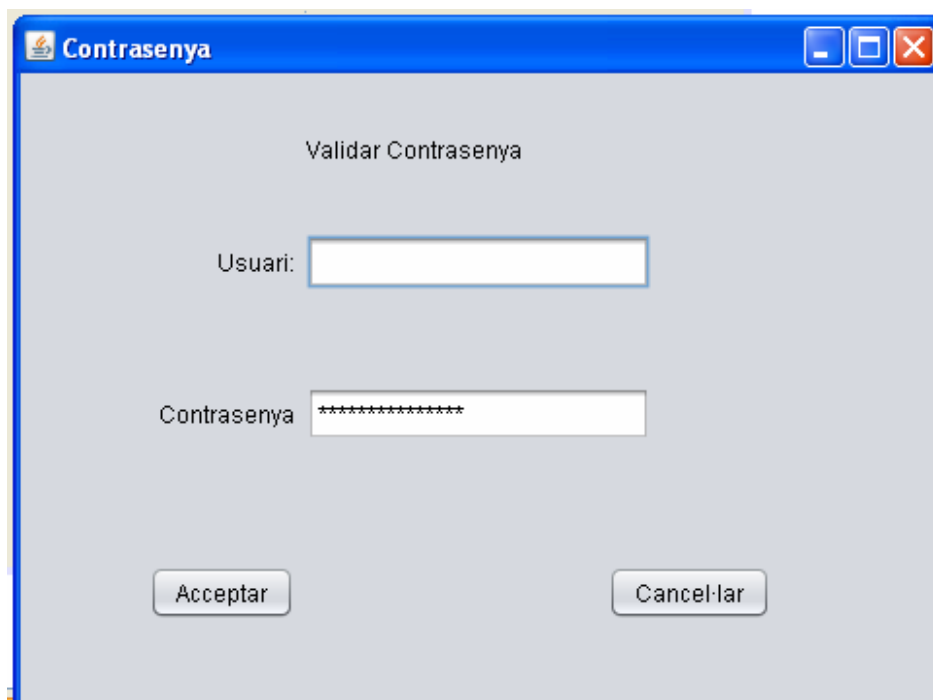 Contrasenya
Validar Contrasenya
Usuari:
Contrasenya ***************
Acceptar Cancel·lar